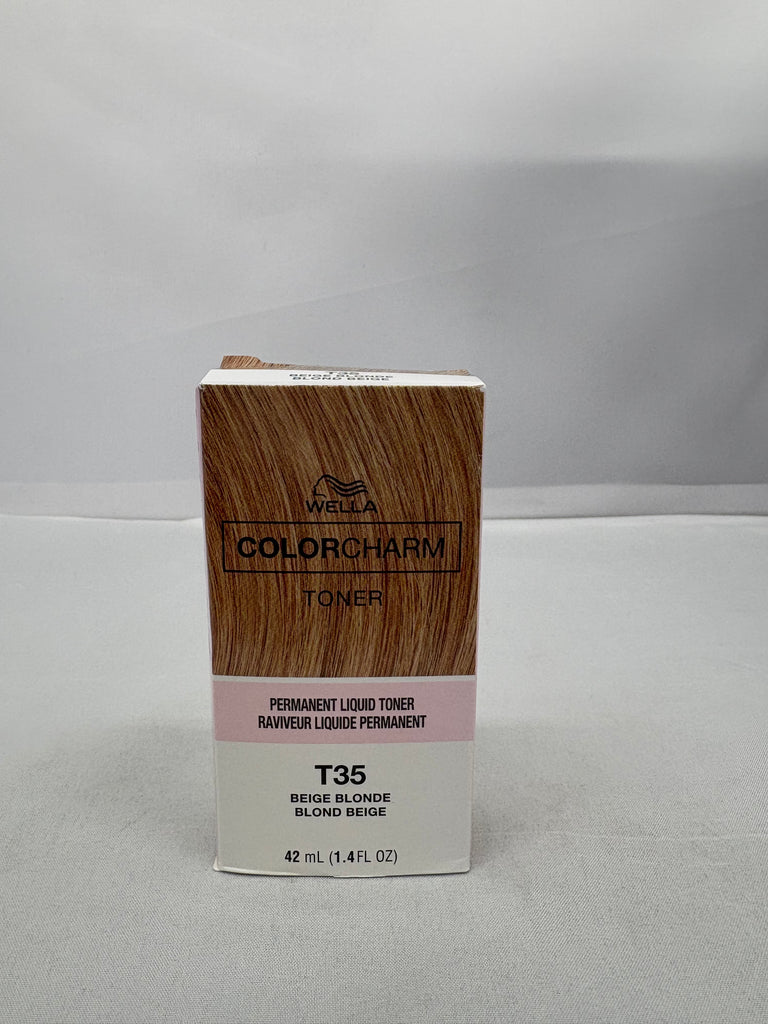 T35
BEIGE BLONDE
BLOND BEIGE
WELLA
COLORCHARM
TONER
PERMANENT LIQUID TONER
RAVIVEUR LIQUIDE PERMANENT
T35
BEIGE BLONDE
BLOND BEIGE
42 mL (1.4 FL OZ)